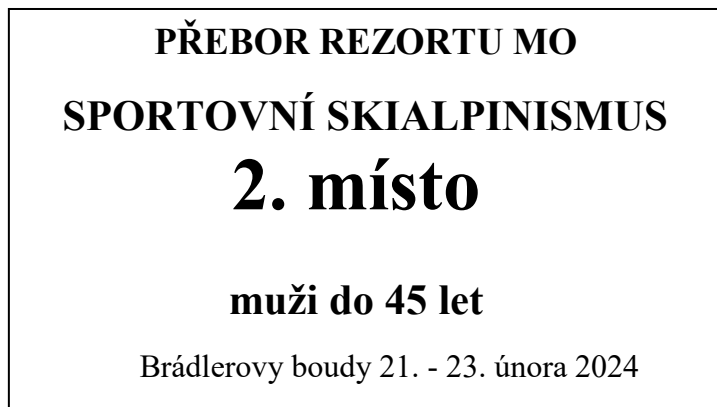 PŘEBOR REZORTU MO
SPORTOVNÍ SKIALPINISMUS
2. místo
muži do 45 let
Brádlerovy boudy 21. - 23. února 2024